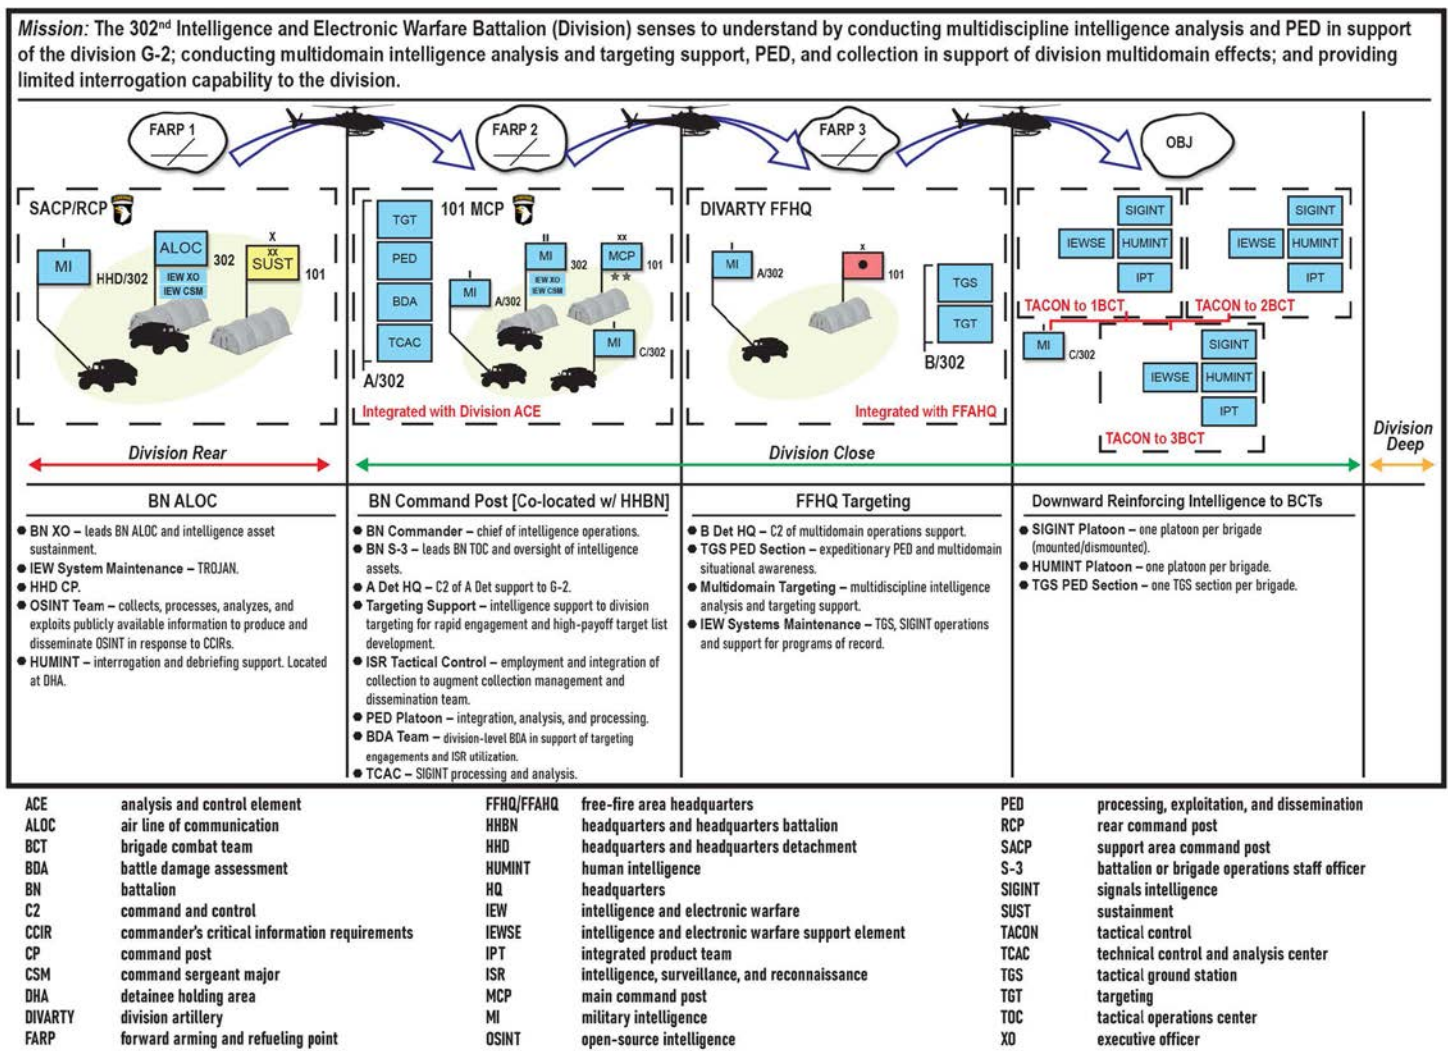 Mission: The 302nd Intelligence and Electronic Warfare Battalion (Division) senses to understand by conducting multidiscipline intelligence analysis and PED in support
of the division G-2; conducting multidomain intelligence analysis and targeting support, PED, and collection in support of division multidomain effects; and providing
limited interrogation capability to the division.
FARP 1
FARP 2
FARP 3
OBJ
SACP/RCP
I
MI
HHD/302
ALOC
302
IEW XO
IEW CSM
X
XX
SUST
101
101 MCP
TGT
PED
BDA
TCAC
A/302
I
MI
A/302
II
MI
302
IEW XO
IEW CSM
XX
MCP
101
I
MI
C/302
Integrated with Division ACE
DIVARTY FFHQ
I
MI
A/302
X
101
TGS
TGT
B/302
Integrated with FFAHQ
SIGINT
IEWSE
HUMINT
IPT
TACON to 1BCT
SIGINT
IEWSE
HUMINT
IPT
TACON to 2BCT
I
MI
C/302
SIGINT
IEWSE
HUMINT
IPT
TACON to 3BCT
Division Rear
Division Close
Division
Deep
BN ALOC
● BN XO – leads BN ALOC and intelligence asset
sustainment.
● IEW System Maintenance – TROJAN.
● HHD CP.
● OSINT Team – collects, processes, analyzes, and
exploits publicly available information to produce and
disseminate OSINT in response to CCIRs.
● HUMINT – interrogation and debriefing support. Located
at DHA.
BN Command Post [Co-located w/ HHBN]
● BN Commander – chief of intelligence operations.
● BN S-3 – leads BN TOC and oversight of intelligence
assets.
● A Det HQ – C2 of A Det support to G-2.
● Targeting Support – intelligence support to division
targeting for rapid engagement and high-payoff target list
development.
● ISR Tactical Control – employment and integration of
collection to augment collection management and
dissemination team.
● PED Platoon – integration, analysis, and processing.
● BDA Team – division-level BDA in support of targeting
engagements and ISR utilization.
● TCAC – SIGINT processing and analysis.
FFHQ Targeting
● B Det HQ – C2 of multidomain operations support.
● TGS PED Section – expeditionary PED and multidomain
situational awareness.
● Multidomain Targeting – multidiscipline intelligence
analysis and targeting support.
● IEW Systems Maintenance – TGS, SIGINT operations
and support for programs of record.
Downward Reinforcing Intelligence to BCTs
● SIGINT Platoon – one platoon per brigade
(mounted/dismounted).
● HUMINT Platoon – one platoon per brigade.
● TGS PED Section – one TGS section per brigade.
ACE analysis and control element
ALOC air line of communication
BCT brigade combat team
BDA battle damage assessment
BN battalion
C2 command and control
CCIR commander's critical information requirements
CP command post
CSM command sergeant major
DHA detainee holding area
DIVARTY division artillery
FARP forward arming and refueling point
FFHQ/FFAHQ free-fire area headquarters
HHBN headquarters and headquarters battalion
HHD headquarters and headquarters detachment
HUMINT human intelligence
HQ headquarters
IEW intelligence and electronic warfare
IEWSE intelligence and electronic warfare support element
IPT integrated product team
ISR intelligence, surveillance, and reconnaissance
MCP main command post
MI military intelligence
OSINT open-source intelligence
PED processing, exploitation, and dissemination
RCP rear command post
SACP support area command post
S-3 battalion or brigade operations staff officer
SIGINT signals intelligence
SUST sustainment
TACON tactical control
TCAC technical control and analysis center
TGS tactical ground station
TGT targeting
TOC tactical operations center
XO executive officer